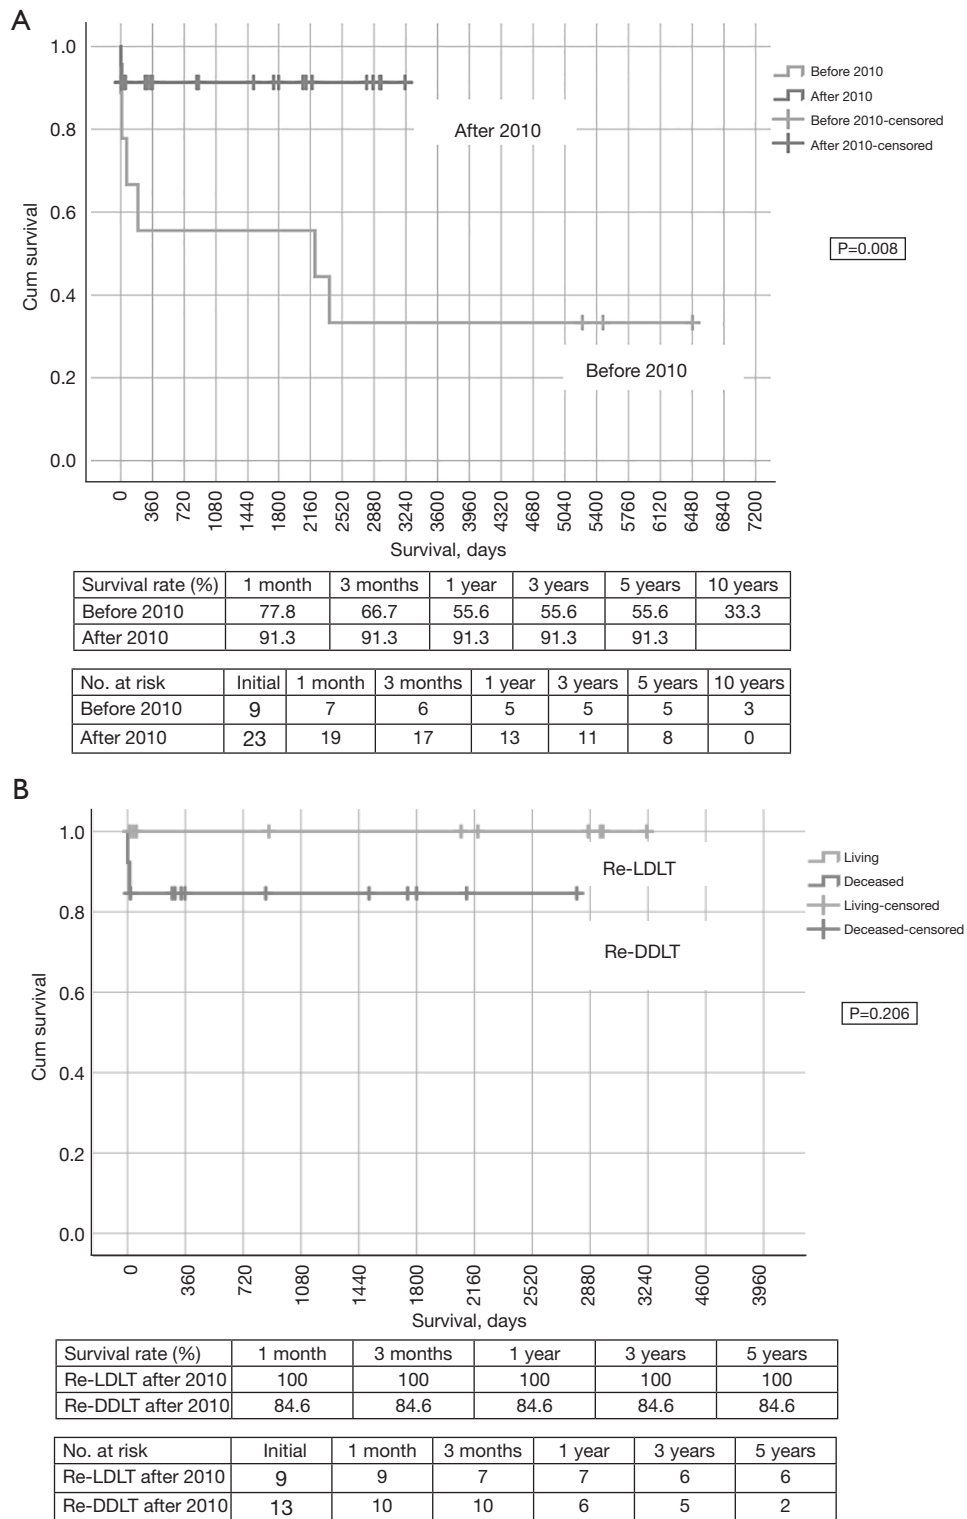 A
1.0
0.8
0.6
0.4
0.2
0.0
Cum survival
After 2010
Before 2010
Before 2010
After 2010
Before 2010-censored
After 2010-censored
P=0.008
0 360 720 1080 1440 1800 2160 2520 2880 3240 3600 3960 4320 4680 5040 5400 5760 6120 6480 6840 7200
Survival, days
Survival rate (%) 1 month 3 months 1 year 3 years 5 years 10 years
Before 2010 77.8 66.7 55.6 55.6 55.6 33.3
After 2010 91.3 91.3 91.3 91.3 91.3
No. at risk Initial 1 month 3 months 1 year 3 years 5 years 10 years
Before 2010 9 7 6 5 5 5 3
After 2010 23 19 17 13 11 8 0
B
1.0
0.8
0.6
0.4
0.2
0.0
Cum survival
Re-LDLT
Re-DDLT
Living
Deceased
Living-censored
Deceased-censored
P=0.206
0 360 720 1080 1440 1800 2160 2520 2880 3240 4600 3960
Survival, days
Survival rate (%) 1 month 3 months 1 year 3 years 5 years
Re-LDLT after 2010 100 100 100 100 100
Re-DDLT after 2010 84.6 84.6 84.6 84.6 84.6
No. at risk Initial 1 month 3 months 1 year 3 years 5 years
Re-LDLT after 2010 9 9 7 7 6 6
Re-DDLT after 2010 13 10 10 6 5 2